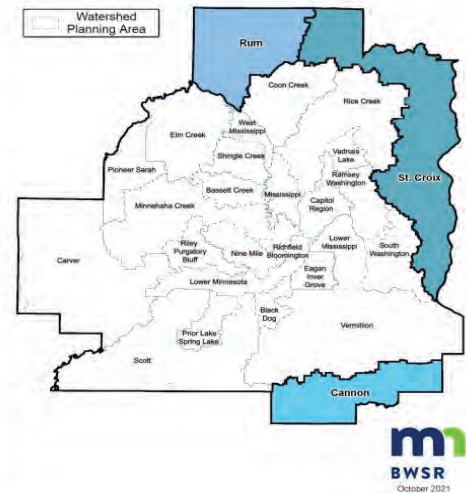 Watershed
Planning Area
Rum
Coon Creek
Rice Creek
West
Mississippi
Elm Creek
Shingle Creek
Vadnais
Lake
Pioneer Sarah
Ramsey
Washington
St. Croix
Bassett Creek
Mississippi
Capitol
Region
Minnehaha Creek
Carver
Riley
Purgatory
Bluff
Nine Mile
Richfield
Bloomington
Lower
Mississippi
South
Washington
Eagan
Inver
Grove
Lower Minnesota
Black
Dog
Vermillion
Prior Lake
Spring Lake
Scott
Cannon
mn
BWSR
October 2021